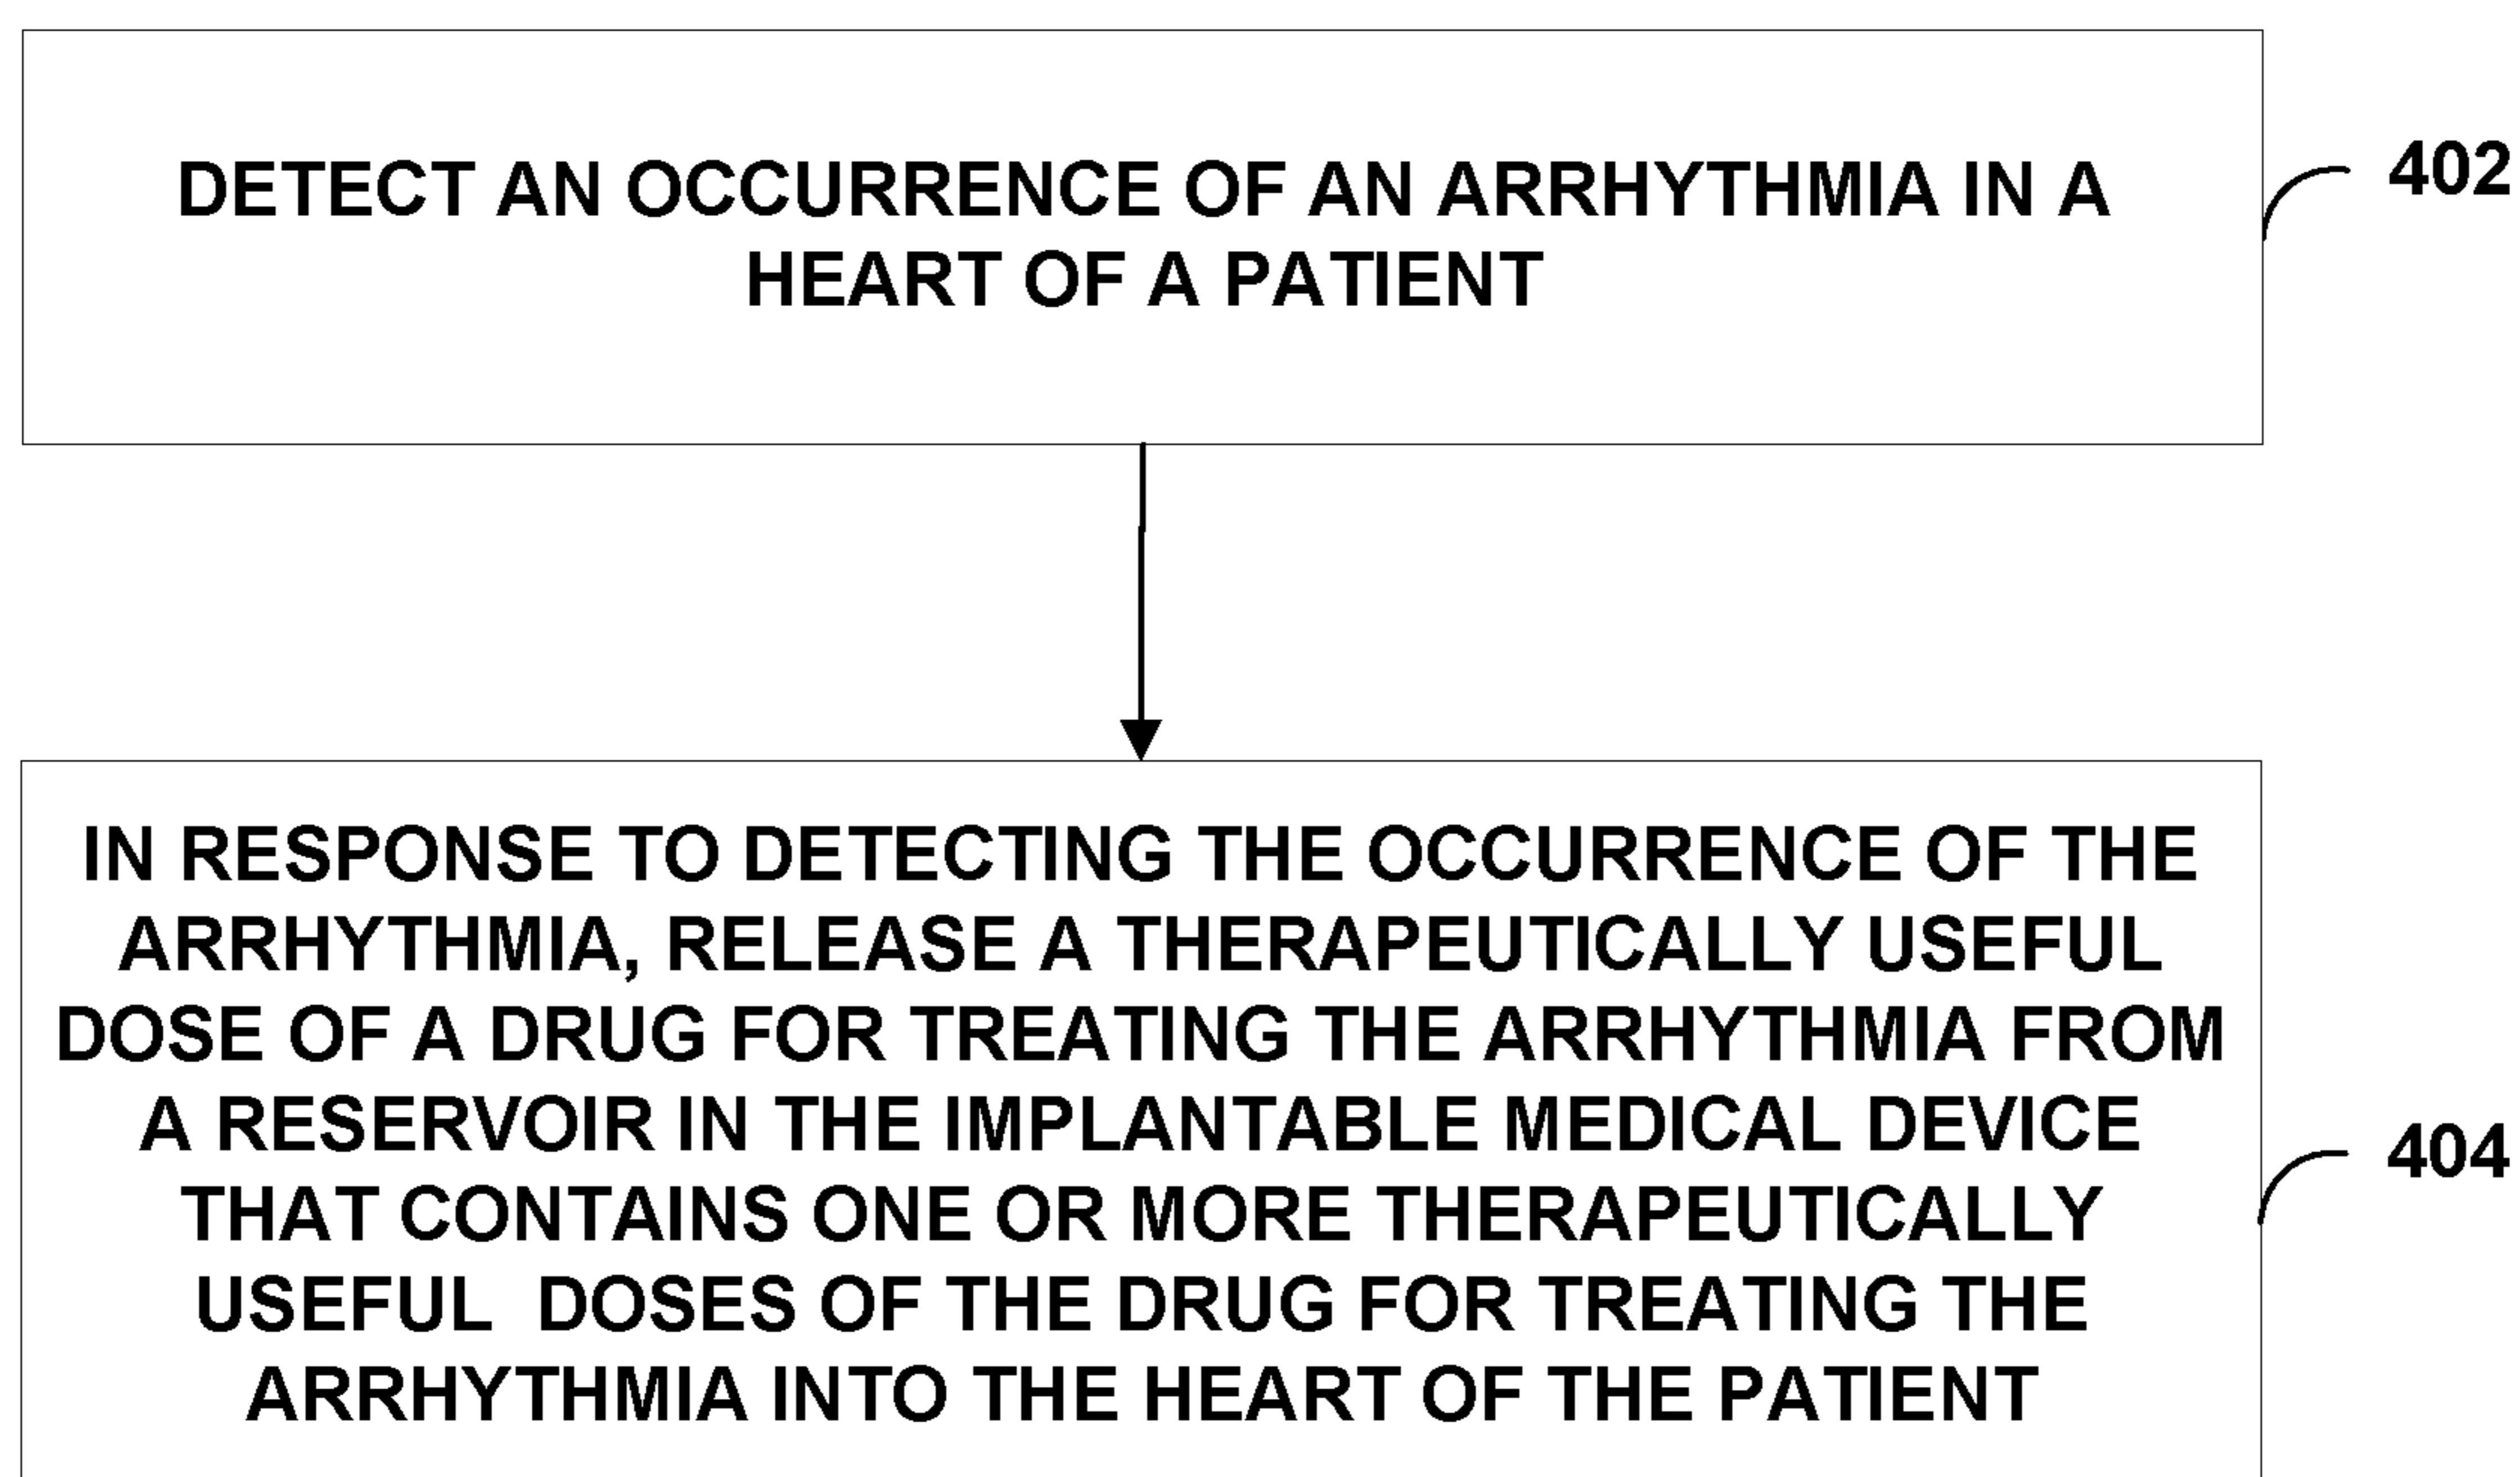 DETECT AN OCCURRENCE OF AN ARRHYTHMIA IN A
HEART OF A PATIENT
402
IN RESPONSE TO DETECTING THE OCCURRENCE OF THE
ARRHYTHMIA, RELEASE A THERAPEUTICALLY USEFUL
DOSE OF A DRUG FOR TREATING THE ARRHYTHMIA FROM
A RESERVOIR IN THE IMPLANTABLE MEDICAL DEVICE
THAT CONTAINS ONE OR MORE THERAPEUTICALLY
USEFUL DOSES OF THE DRUG FOR TREATING THE
ARRHYTHMIA INTO THE HEART OF THE PATIENT
404